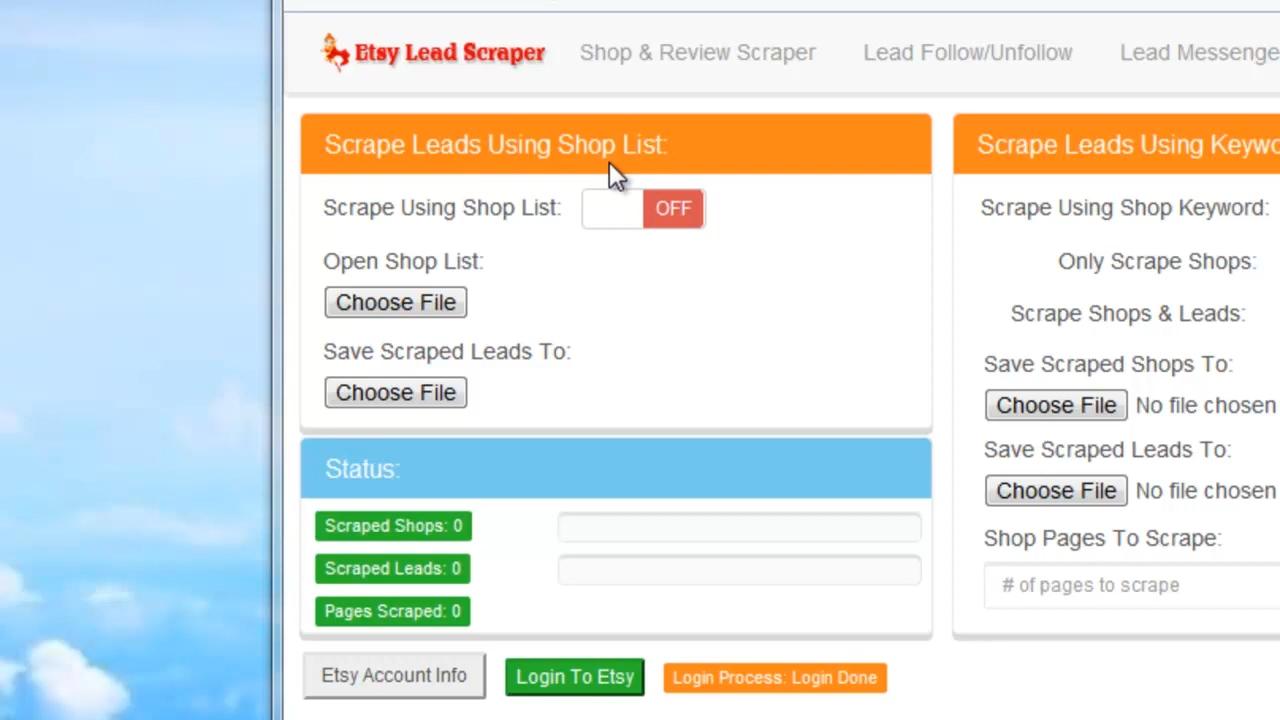 Etsy Lead Scraper Shop & Review Scraper Lead Follow/Unfollow Lead Messenge
Scrape Leads Using Shop List:
Scrape Using Shop List: OFF
Open Shop List:
Choose File
Save Scraped Leads To:
Choose File
Status:
Scraped Shops: 0
Scraped Leads: 0
Pages Scraped: 0
Etsy Account Info Login To Etsy Login Process: Login Done
Scrape Leads Using Keywo
Scrape Using Shop Keyword:
Only Scrape Shops:
Scrape Shops & Leads:
Save Scraped Shops To:
Choose File No file chosen
Save Scraped Leads To:
Choose File No file chosen
Shop Pages To Scrape:
# of pages to scrape